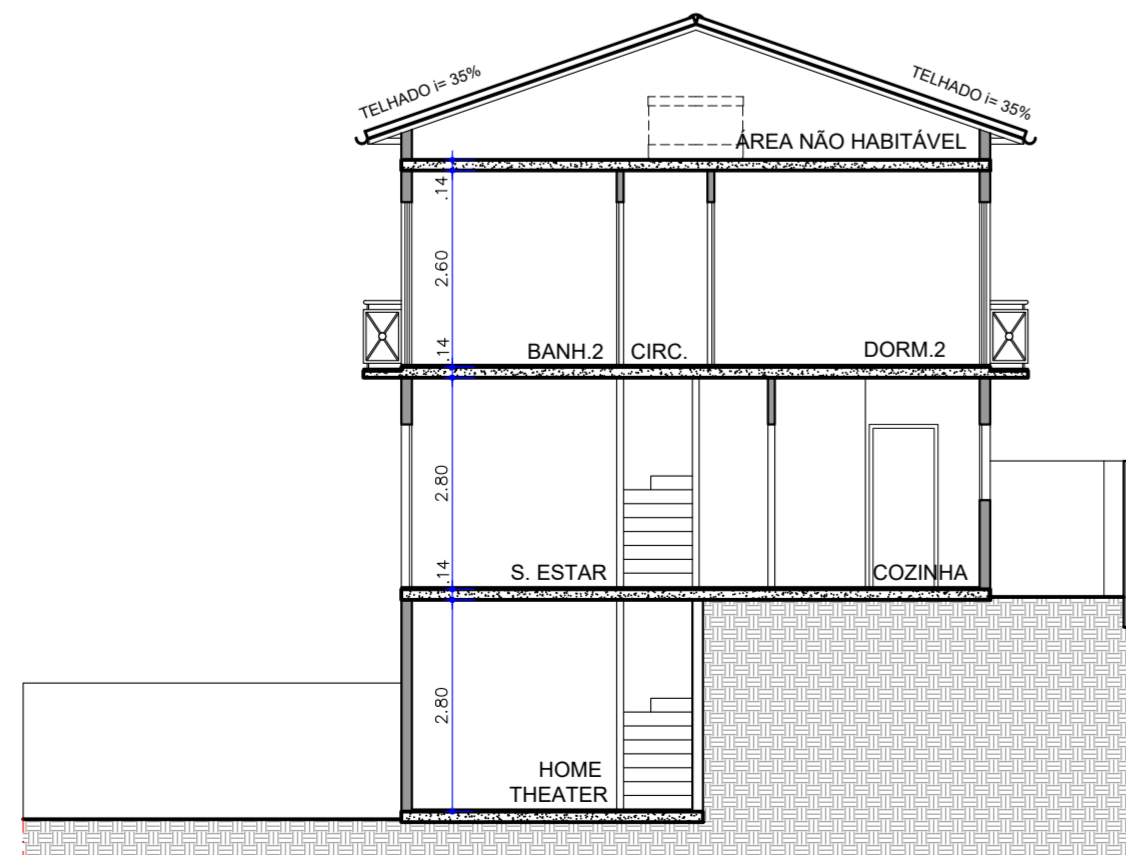 TELHADO i= 35%
TELHADO i= 35%
ÁREA NÃO HABITÁVEL
.14
2.60
.14
BANH.2
CIRC.
DORM.2
2.80
.14
S. ESTAR
COZINHA
2.80
HOME
THEATER